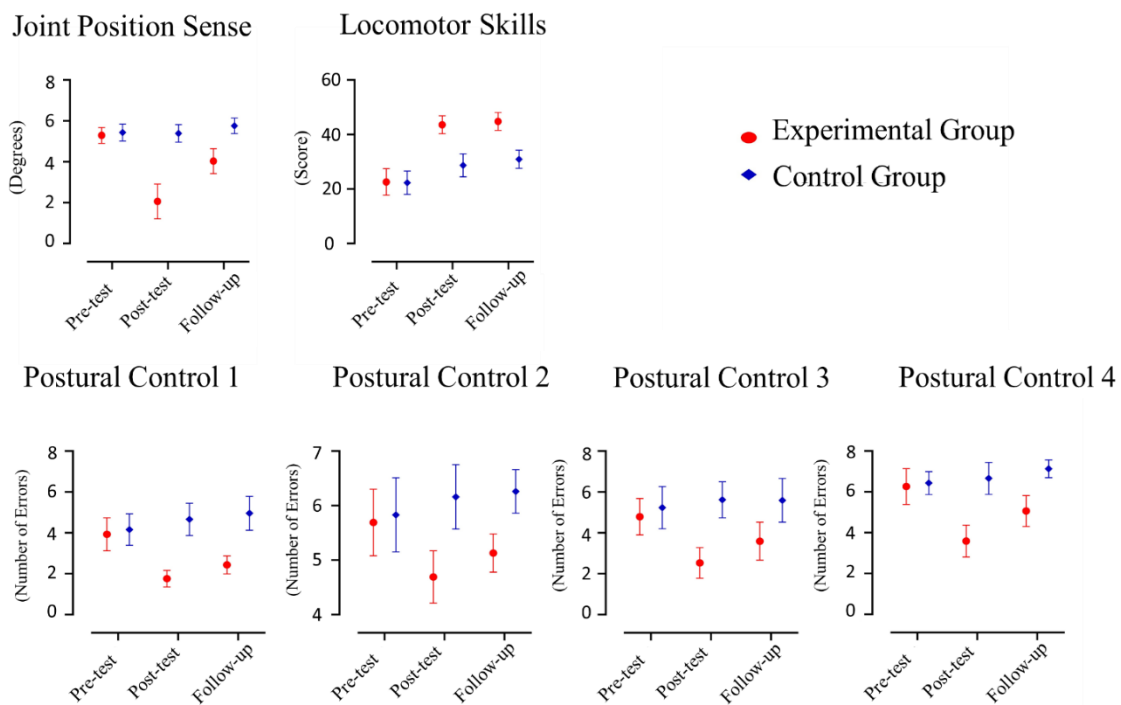 Joint Position Sense
(Degrees)
8
6
4
2
0
Pre-test
Post-test
Follow-up
Locomotor Skills
(Score)
60
40
20
0
Pre-test
Post-test
Follow-up
Experimental Group
Control Group
Postural Control 1
(Number of Errors)
8
6
4
2
0
Pre-test
Post-test
Follow-up
Postural Control 2
(Number of Errors)
7
6
5
4
Pre-test
Post-test
Follow-up
Postural Control 3
(Number of Errors)
8
6
4
2
0
Pre-test
Post-test
Follow-up
Postural Control 4
(Number of Errors)
8
6
4
2
0
Pre-test
Post-test
Follow-up